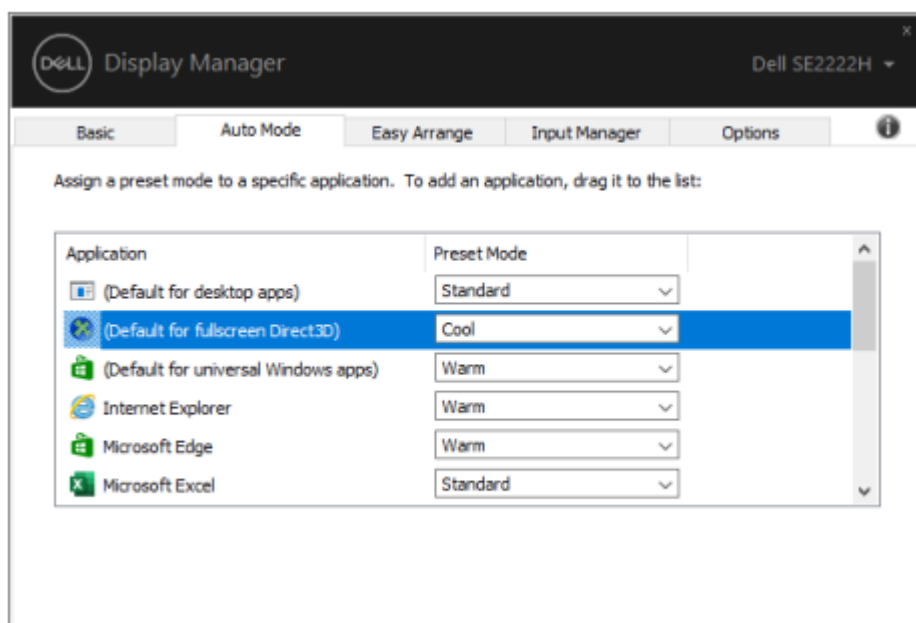 DELL Display Manager
Dell SE2222H
Basic Auto Mode Easy Arrange Input Manager Options
Assign a preset mode to a specific application. To add an application, drag it to the list:
Application Preset Mode
(Default for desktop apps) Standard
(Default for fullscreen Direct3D) Cool
(Default for universal Windows apps) Warm
Internet Explorer Warm
Microsoft Edge Warm
Microsoft Excel Standard